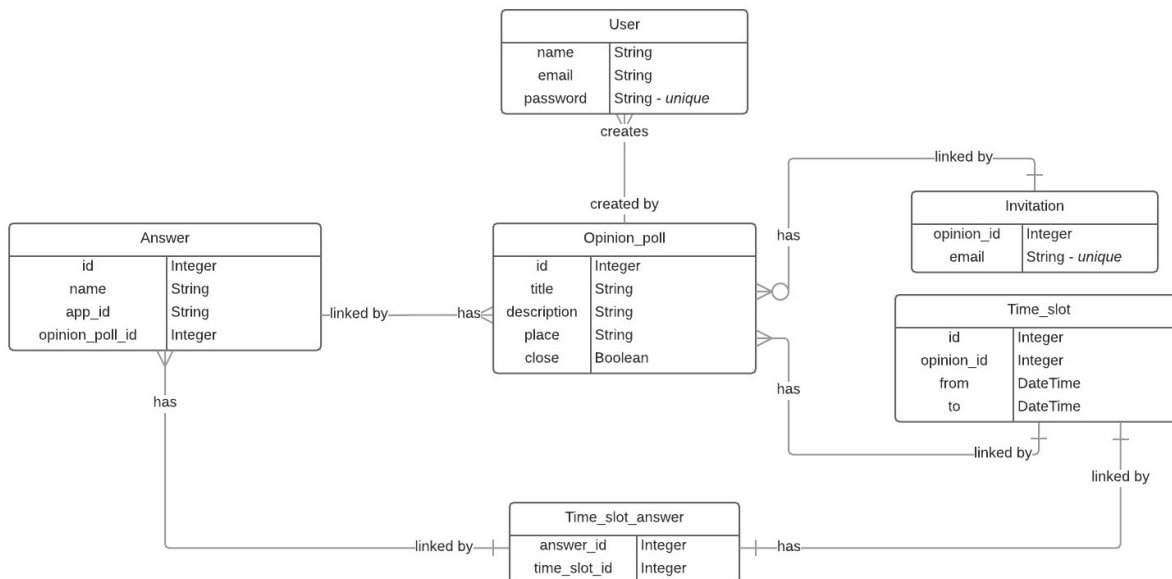 User
name String
email String
password String - unique
creates
created by
linked by
Invitation
opinion_id Integer
email String - unique
has
Answer
id Integer
name String
app_id String
opinion_poll_id Integer
linked by
has
Opinion_poll
id Integer
title String
description String
place String
close Boolean
Time_slot
id Integer
opinion_id Integer
from DateTime
to DateTime
has
linked by
linked by
has
linked by
Time_slot_answer
answer_id Integer
time_slot_id Integer
has